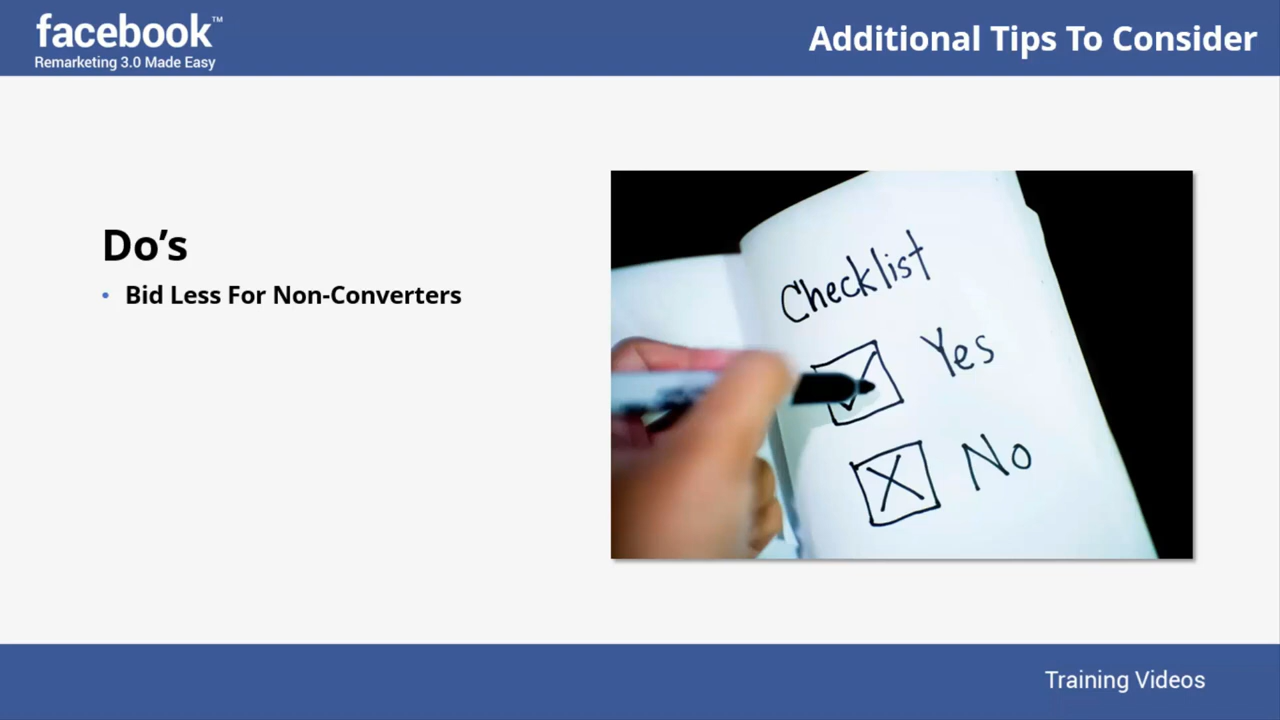 facebook™
Remarketing 3.0 Made Easy
Additional Tips To Consider
Do’s
• Bid Less For Non-Converters
Checklist
Yes
No
Training Videos